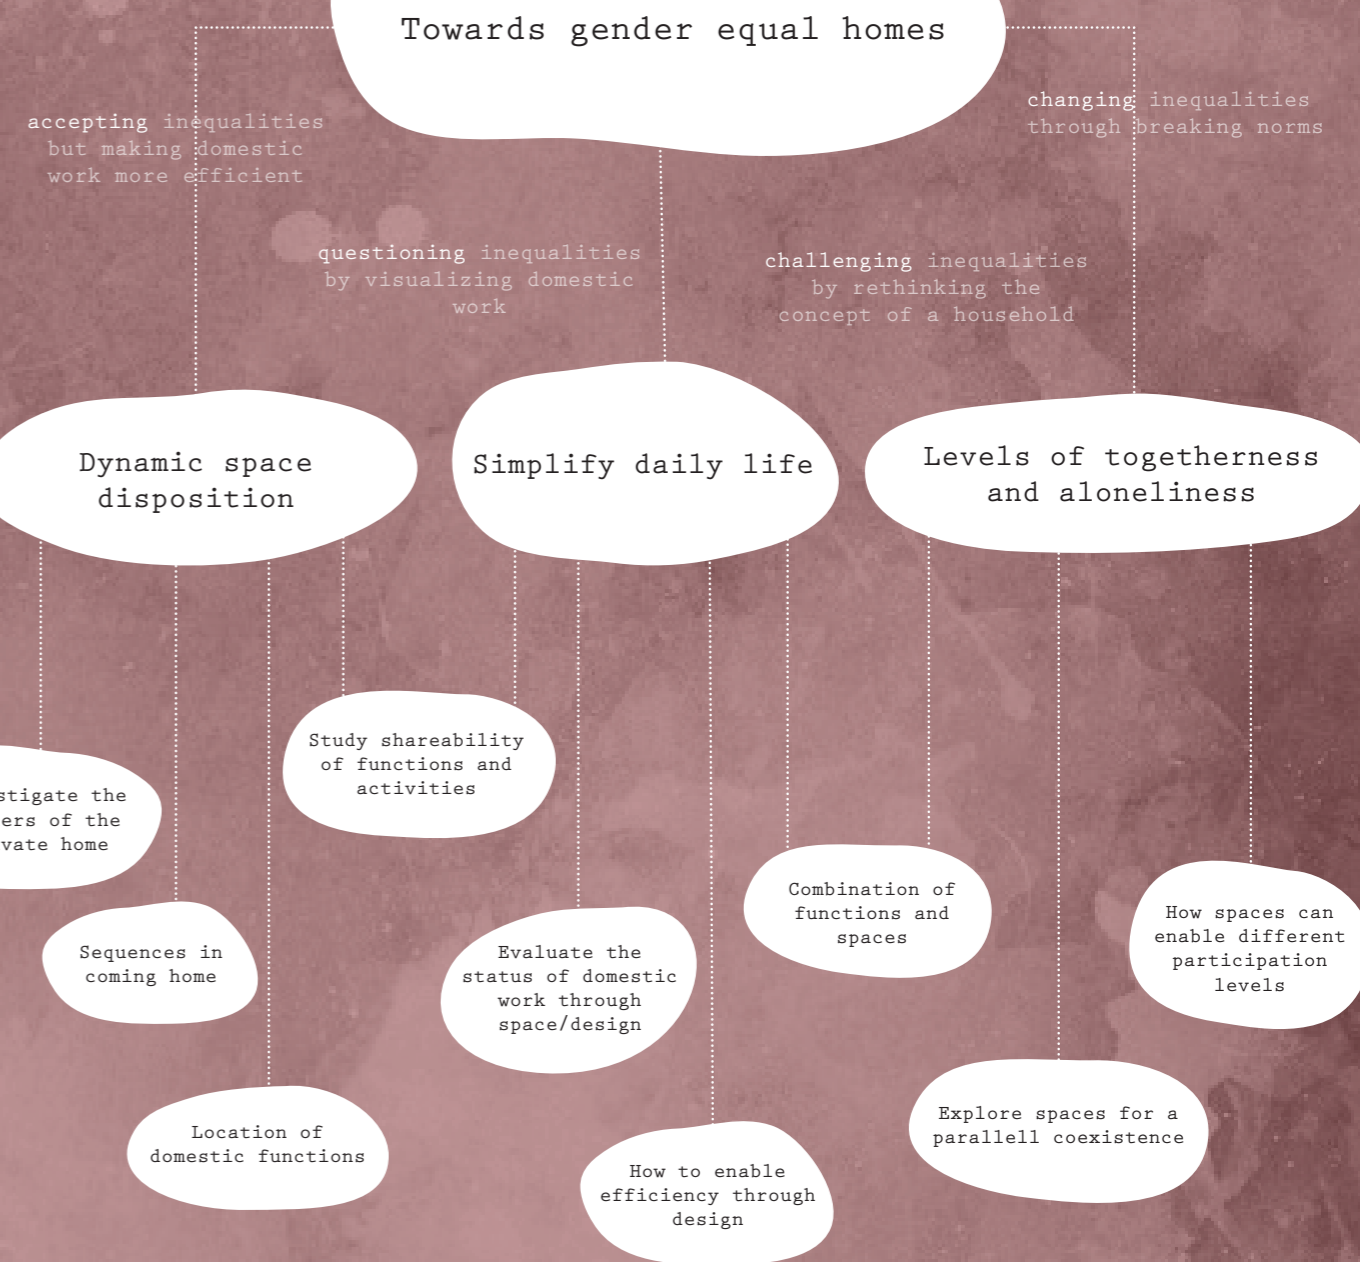 Towards gender equal homes
accepting inequalities
but making domestic
work more efficient
changing inequalities
through breaking norms
questioning inequalities
by visualizing domestic
work
challenging inequalities
by rethinking the
concept of a household
Dynamic space
disposition
Simplify daily life
Levels of togetherness
and aloneliness
Study shareability
of functions and
activities
the
of the
home
Sequences in
coming home
Evaluate the
status of domestic
work through
space/design
Combination of
functions and
spaces
How spaces can
enable different
participation
levels
Location of
domestic functions
Explore spaces for a
parallell coexistence
How to enable
efficiency through
design